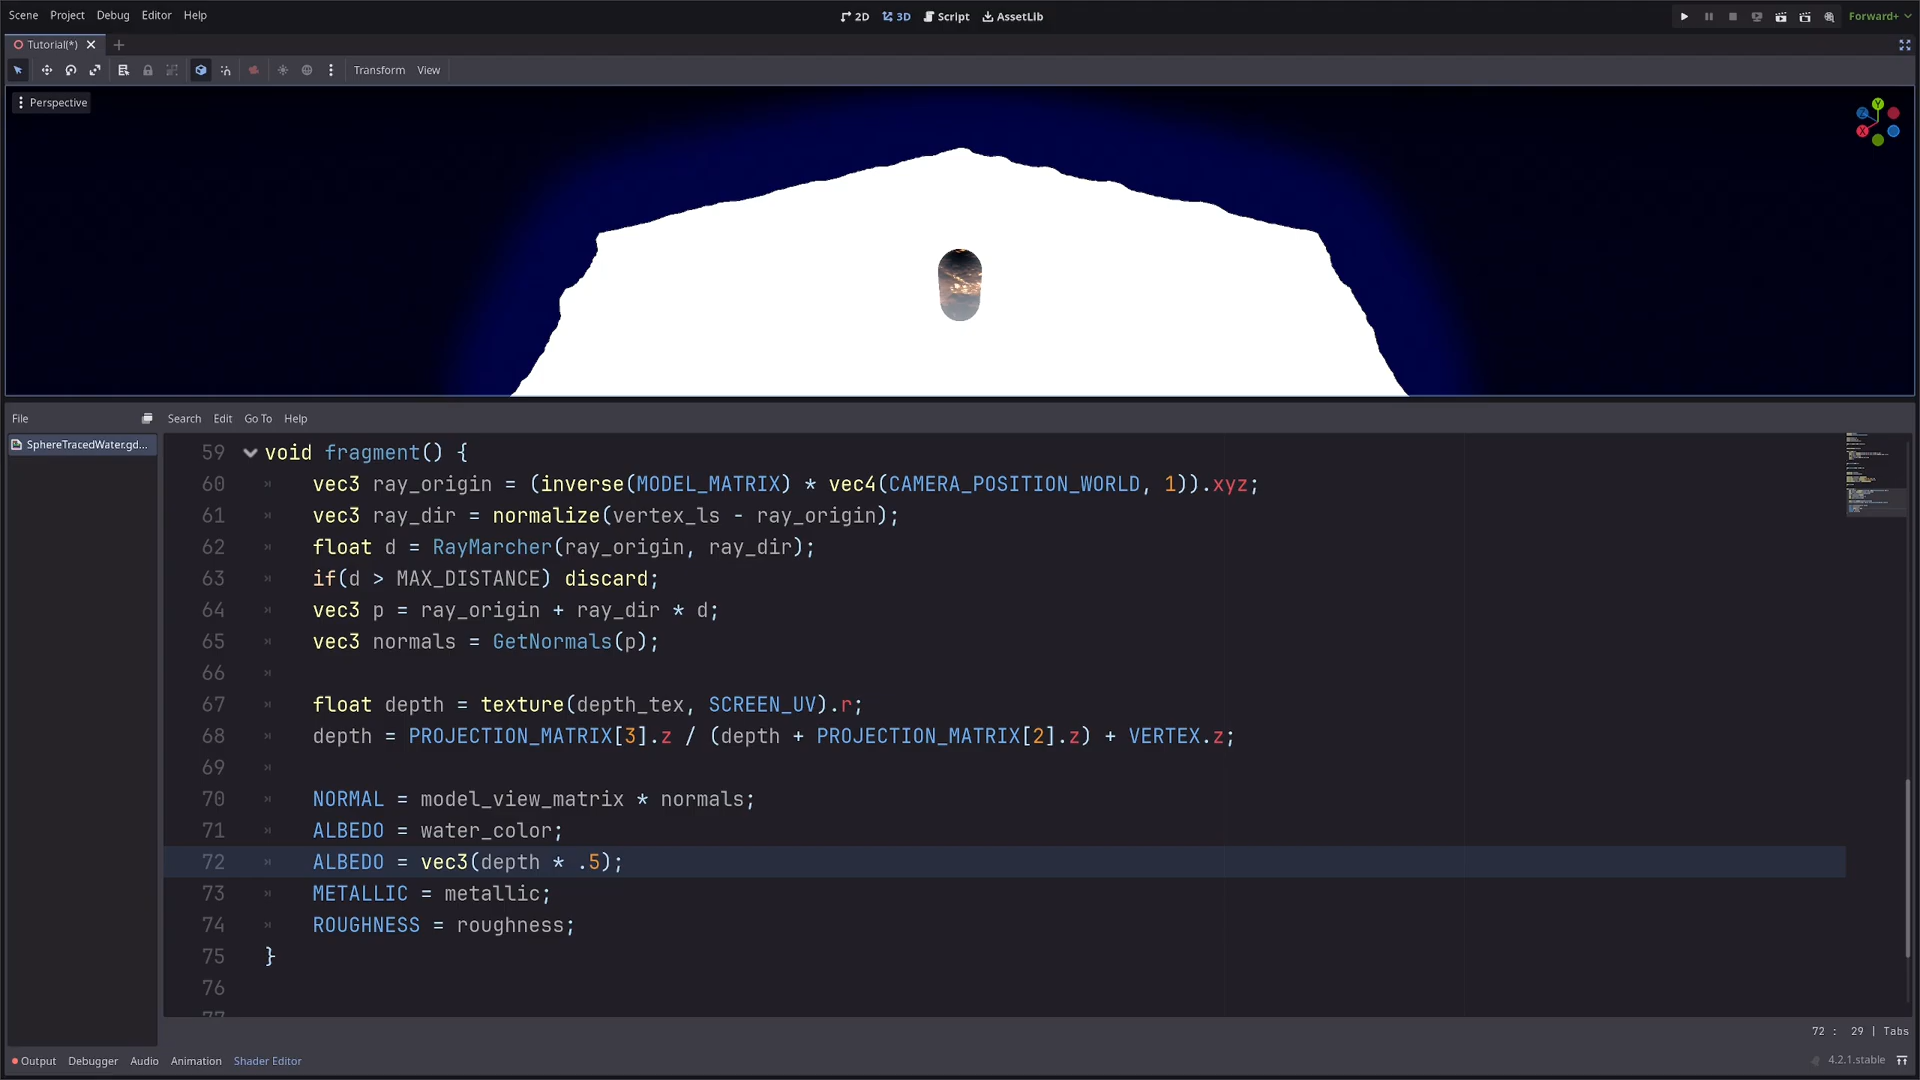 Scene Project Debug Editor Help
2D 3D Script AssetLib
Forward+
Tutorial(*)
Transform View
Perspective
Y
Z
X
File
Search Edit Go To Help
SphereTracedWater.gd...
59 void fragment() {
60 vec3 ray_origin = (inverse(MODEL_MATRIX) * vec4(CAMERA_POSITION_WORLD, 1)).xyz;
61 vec3 ray_dir = normalize(vertex_ls - ray_origin);
62 float d = RayMarcher(ray_origin, ray_dir);
63 if(d > MAX_DISTANCE) discard;
64 vec3 p = ray_origin + ray_dir * d;
65 vec3 normals = GetNormals(p);
66
67 float depth = texture(depth_tex, SCREEN_UV).r;
68 depth = PROJECTION_MATRIX[3].z / (depth + PROJECTION_MATRIX[2].z) + VERTEX.z;
69
70 NORMAL = model_view_matrix * normals;
71 ALBEDO = water_color;
72 ALBEDO = vec3(depth * .5);
73 METALLIC = metallic;
74 ROUGHNESS = roughness;
75 }
76
77
72 : 29 | Tabs
Output Debugger Audio Animation Shader Editor
4.2.1.stable